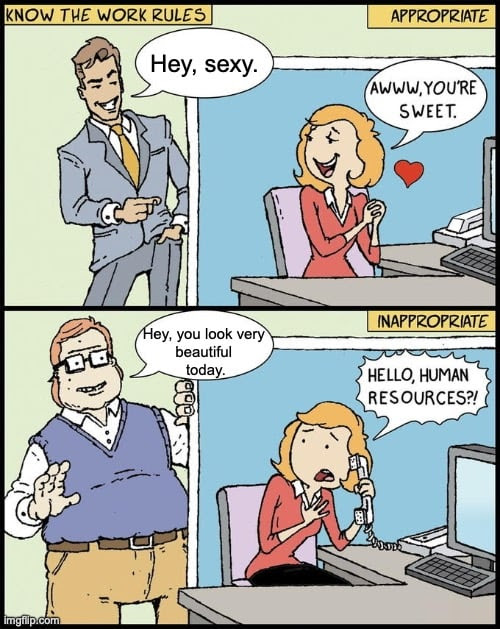 KNOW THE WORK RULES
APPROPRIATE
Hey, sexy.
AWWW, YOU'RE
SWEET.
INAPPROPRIATE
Hey, you look very
beautiful
today.
HELLO, HUMAN
RESOURCES?!
imgflip.com